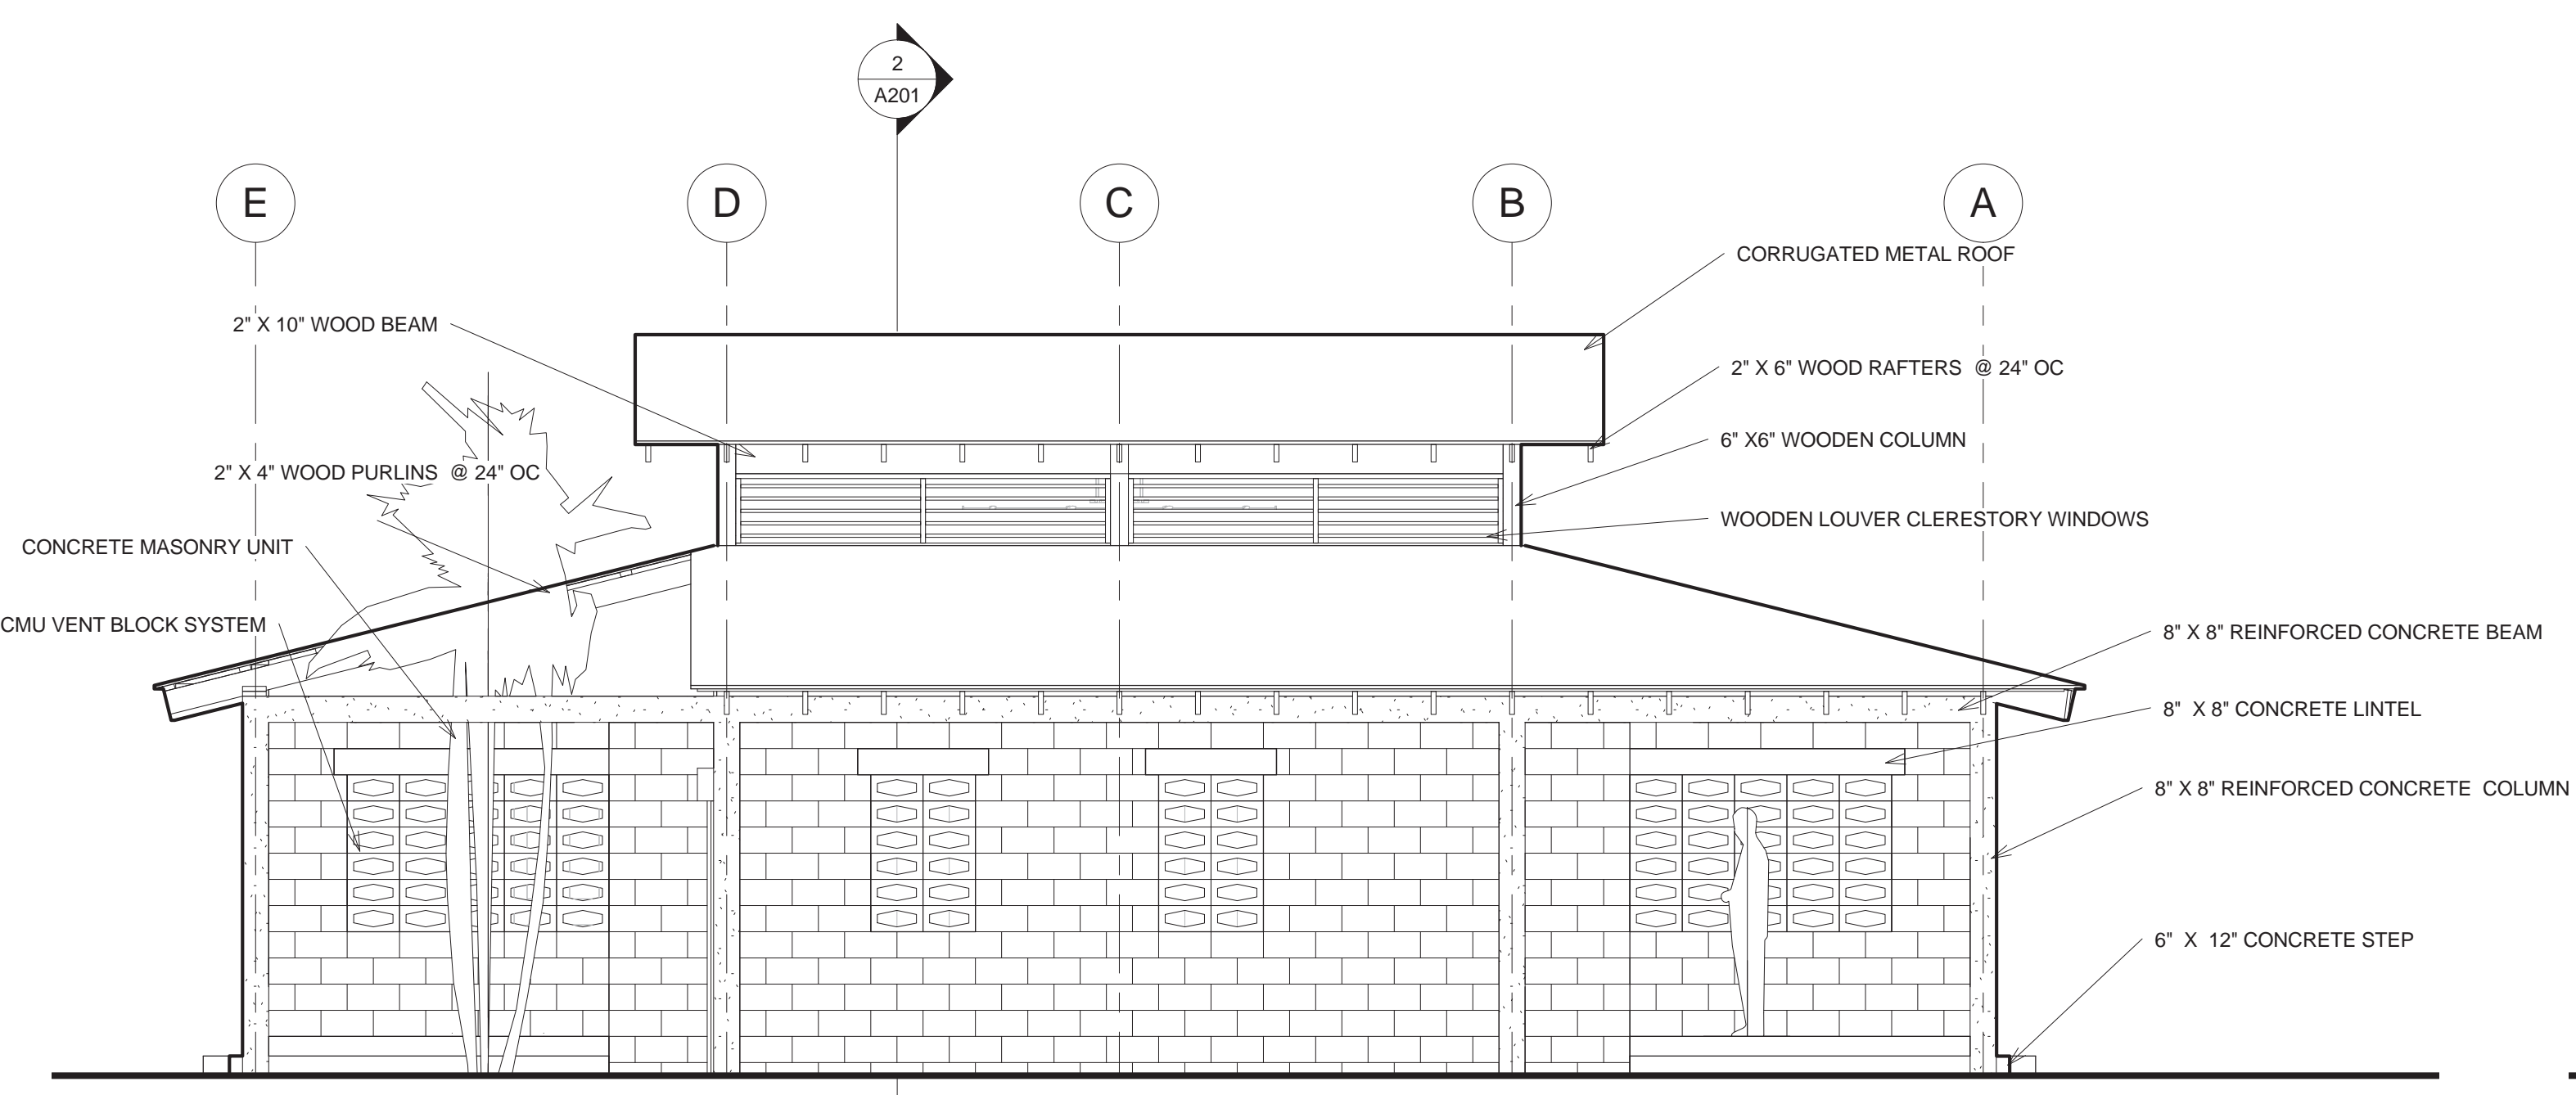 2
A201
E
D
C
B
A
CORRUGATED METAL ROOF
2" X 10" WOOD BEAM
2" X 6" WOOD RAFTERS @ 24" OC
6" X6" WOODEN COLUMN
2" X 4" WOOD PURLINS @ 24" OC
WOODEN LOUVER CLERESTORY WINDOWS
CONCRETE MASONRY UNIT
CMU VENT BLOCK SYSTEM
8" X 8" REINFORCED CONCRETE BEAM
8" X 8" CONCRETE LINTEL
8" X 8" REINFORCED CONCRETE COLUMN
6" X 12" CONCRETE STEP